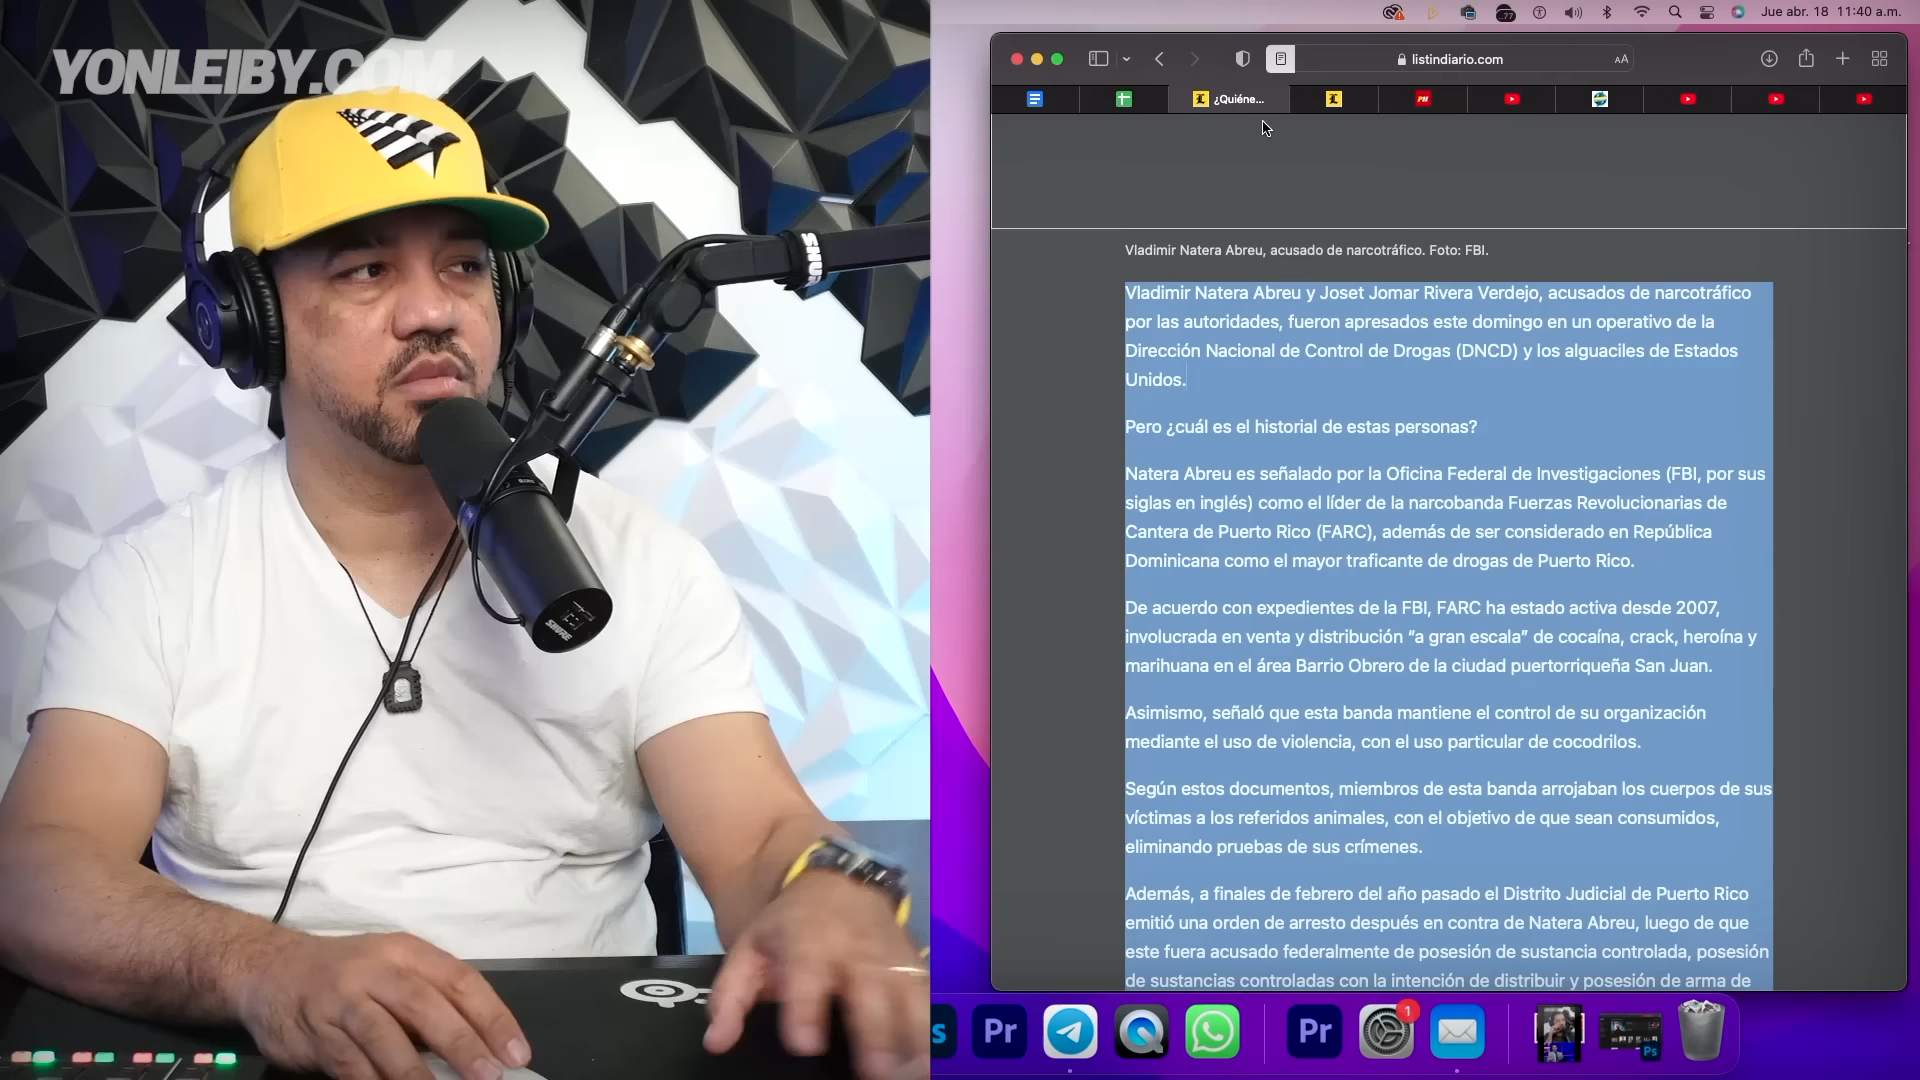 YONLEIBY.COM
Jue abr. 18 11:40 a.m.
listindiario.com
AA
¿Quiéne...
Vladimir Natera Abreu, acusado de narcotráfico. Foto: FBI.
Vladimir Natera Abreu y Joset Jomar Rivera Verdejo, acusados de narcotráfico
por las autoridades, fueron apresados este domingo en un operativo de la
Dirección Nacional de Control de Drogas (DNCD) y los alguaciles de Estados
Unidos.
Pero ¿cuál es el historial de estas personas?
Natera Abreu es señalado por la Oficina Federal de Investigaciones (FBI, por sus
siglas en inglés) como el líder de la narcobanda Fuerzas Revolucionarias de
Cantera de Puerto Rico (FARC), además de ser considerado en República
Dominicana como el mayor traficante de drogas de Puerto Rico.
De acuerdo con expedientes de la FBI, FARC ha estado activa desde 2007,
involucrada en venta y distribución “a gran escala” de cocaína, crack, heroína y
marihuana en el área Barrio Obrero de la ciudad puertorriqueña San Juan.
Asimismo, señaló que esta banda mantiene el control de su organización
mediante el uso de violencia, con el uso particular de cocodrilos.
Según estos documentos, miembros de esta banda arrojaban los cuerpos de sus
víctimas a los referidos animales, con el objetivo de que sean consumidos,
eliminando pruebas de sus crímenes.
Además, a finales de febrero del año pasado el Distrito Judicial de Puerto Rico
emitió una orden de arresto después en contra de Natera Abreu, luego de que
este fuera acusado federalmente de posesión de sustancia controlada, posesión
de sustancias controladas con la intención de distribuir y posesión de arma de
SHURE
Pr
Pr
1
Ps